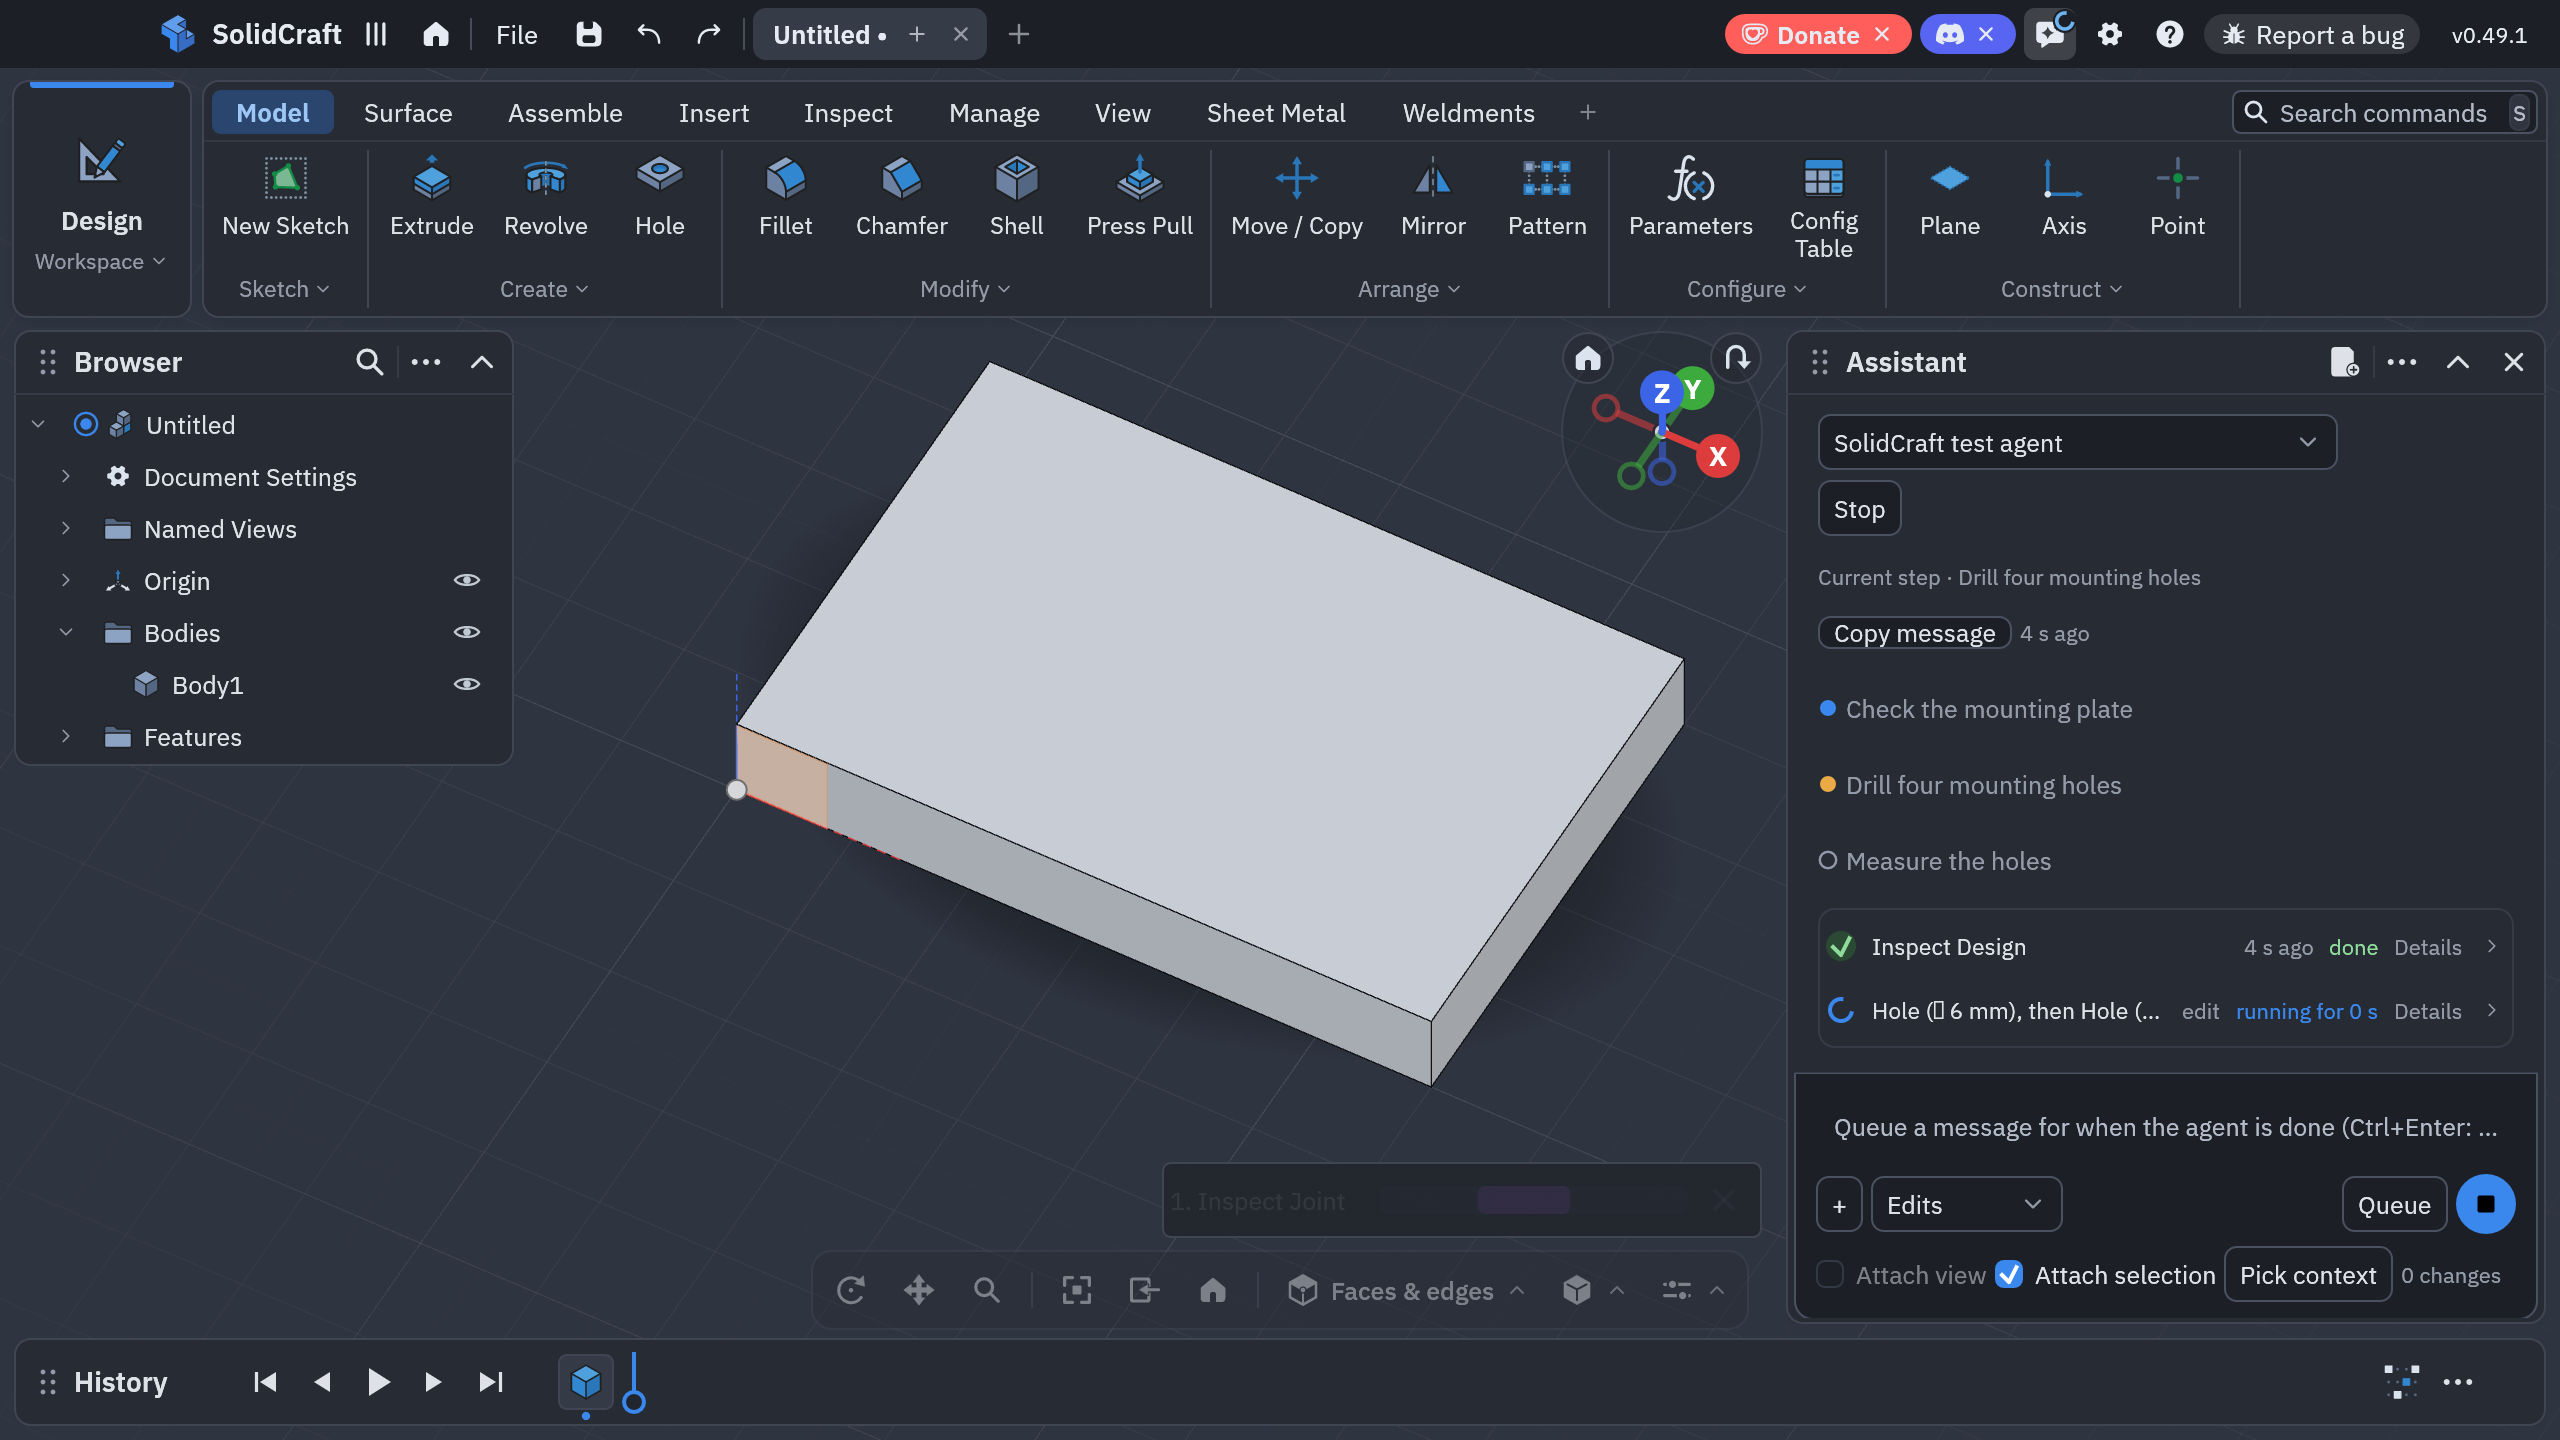 SolidCraft
File
Untitled •
Donate
Report a bug
v0.49.1
Design
Workspace
Model
Surface
Assemble
Insert
Inspect
Manage
View
Sheet Metal
Weldments
Search commands
S
New Sketch
Extrude
Revolve
Hole
Fillet
Chamfer
Shell
Press Pull
Move / Copy
Mirror
Pattern
Parameters
Config
Table
Plane
Axis
Point
Sketch
Create
Modify
Arrange
Configure
Construct
Browser
Untitled
Document Settings
Named Views
Origin
Bodies
Body1
Features
Z
Y
X
Assistant
SolidCraft test agent
Stop
Current step · Drill four mounting holes
Copy message
4 s ago
Check the mounting plate
Drill four mounting holes
Measure the holes
Inspect Design
4 s ago
done
Details
Hole (▯ 6 mm), then Hole (...
edit
running for 0 s
Details
Queue a message for when the agent is done (Ctrl+Enter: ...
+
Edits
Queue
Attach view
Attach selection
Pick context
0 changes
1. Inspect Joint
Faces & edges
History